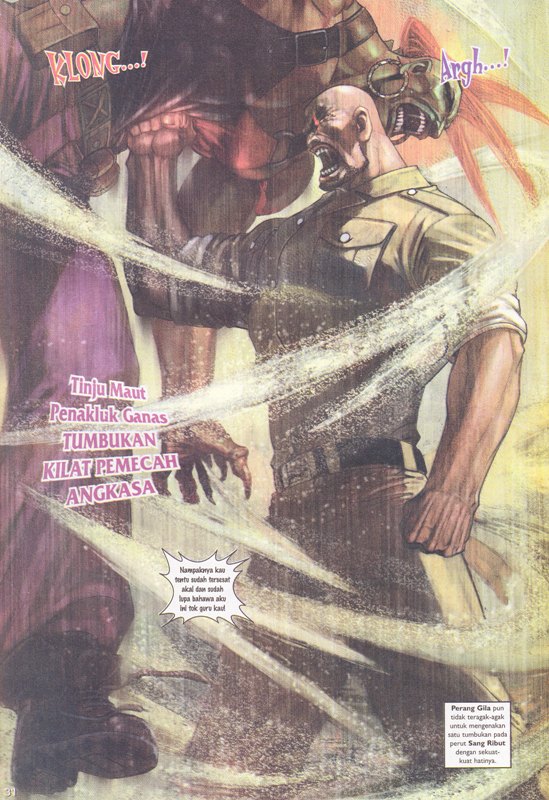 KLONG...!
Argh...!
Tinju Maut
Penakluk Ganas
TUMBUKAN
KILAT PEMECAH
ANGKASA
Nampaknya kau
tentu sudah tersesat
akal dan sudah
lupa bahawa aku
ini tok guru kau!
Perang Gila pun
tidak teragak-agak
untuk mengenakan
satu tumbukan pada
perut Sang Ribut
dengan sekuat-
kuat hatinya.
31